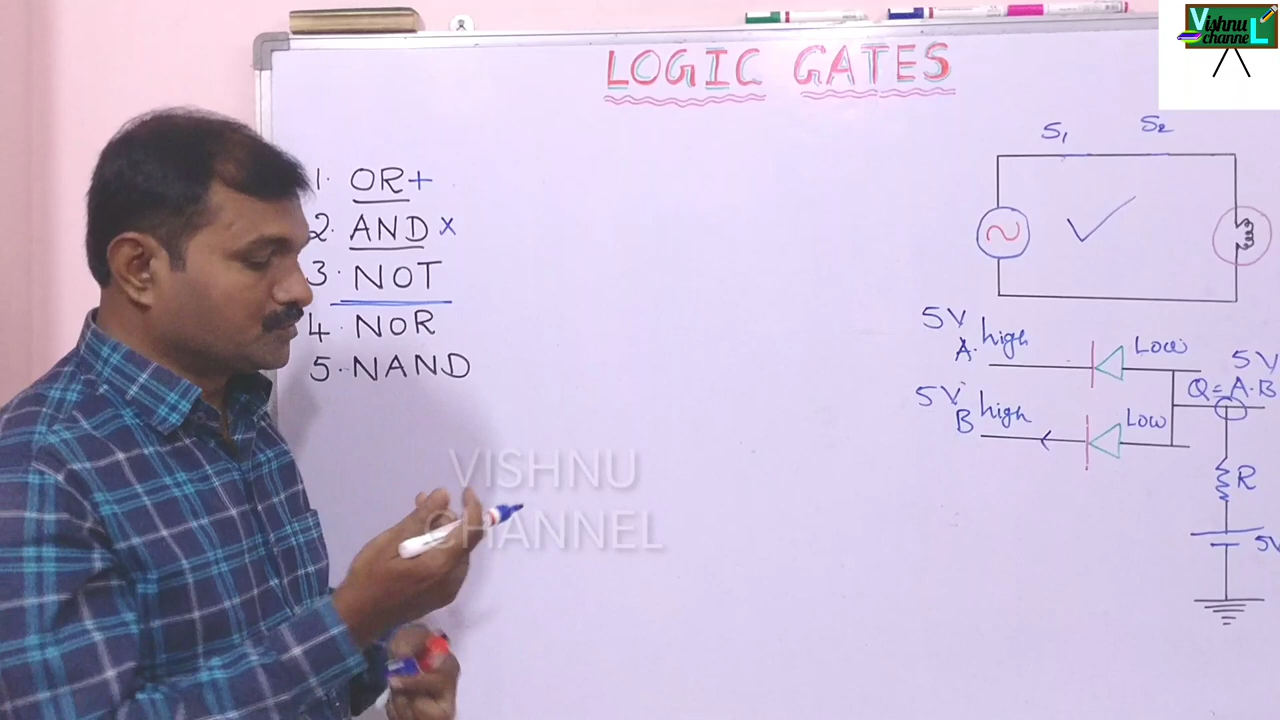 LOGIC GATES
Vishnu
channeL
1. OR +
2. AND x
3. NOT
4. NOR
5. NAND
S1 S2
5V
A. high
Low
5V
Q = A.B
5V
B high
Low
R
5V
VISHNU
CHANNEL